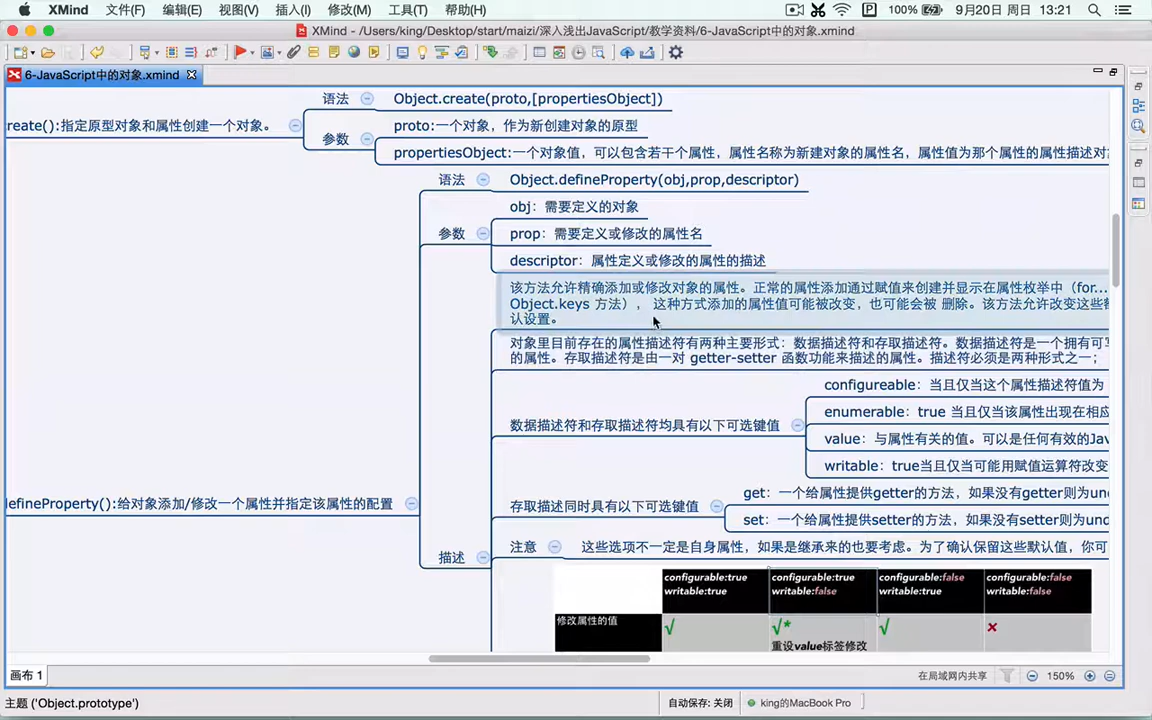 XMind 文件(F) 编辑(E) 视图(V) 插入(I) 修改(M) 工具(T) 帮助(H) 100% 9月20日 周日 13:21
XMind - /Users/king/Desktop/start/maizi/深入浅出JavaScript/教学资料/6-JavaScript中的对象.xmind
6-JavaScript中的对象.xmind
语法 Object.create(proto,[propertiesObject])
reate():指定原型对象和属性创建一个对象。
参数 proto:一个对象，作为新创建对象的原型
propertiesObject:一个对象值，可以包含若干个属性，属性名称为新建对象的属性名，属性值为那个属性的属性描述对
语法 Object.defineProperty(obj,prop,descriptor)
obj：需要定义的对象
参数 prop：需要定义或修改的属性名
descriptor：属性定义或修改的属性的描述
该方法允许精确添加或修改对象的属性。正常的属性添加通过赋值来创建并显示在属性枚举中（for...
Object.keys 方法）， 这种方式添加的属性值可能被改变，也可能会被 删除。该方法允许改变这些
认设置。
对象里目前存在的属性描述符有两种主要形式：数据描述符和存取描述符。数据描述符是一个拥有可
的属性。存取描述符是由一对 getter-setter 函数功能来描述的属性。描述符必须是两种形式之一；
configureable：当且仅当这个属性描述符值为
enumerable：true 当且仅当该属性出现在相应
数据描述符和存取描述符均具有以下可选键值
value：与属性有关的值。可以是任何有效的Jav
writable：true当且仅当可能用赋值运算符改变
get：一个给属性提供getter的方法，如果没有getter则为und
defineProperty():给对象添加/修改一个属性并指定该属性的配置
存取描述同时具有以下可选键值
set：一个给属性提供setter的方法，如果没有setter则为und
注意 这些选项不一定是自身属性，如果是继承来的也要考虑。为了确认保留这些默认值，你可
描述
configurable:true configurable:true configurable:false configurable:false
writable:true writable:false writable:true writable:false
修改属性的值 √ √* √ ×
重设value标签修改
画布 1
在局域网内共享 150%
主题 ('Object.prototype') 自动保存: 关闭 king的MacBook Pro